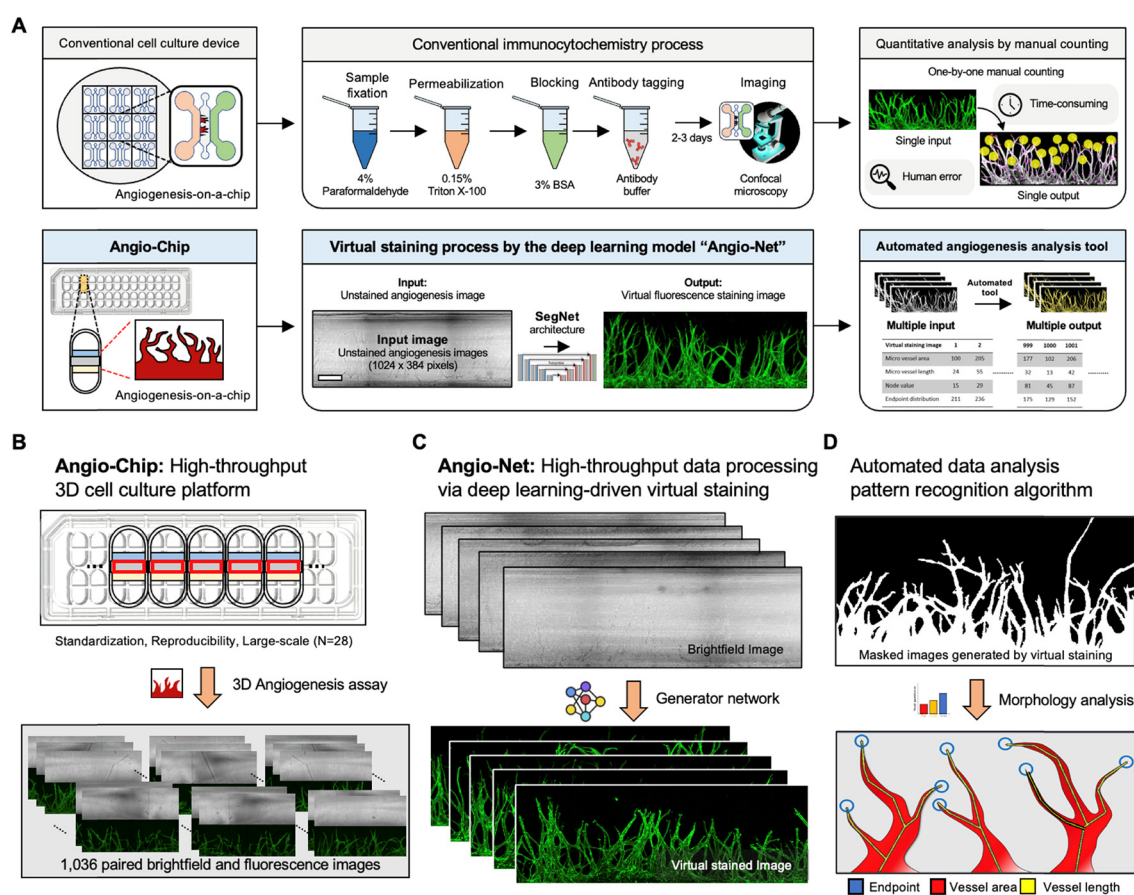 A
Conventional cell culture device
Angiogenesis-on-a-chip
Conventional immunocytochemistry process
Sample
fixation
Permeabilization
Blocking
Antibody tagging
Imaging
2-3 days
4%
Paraformaldehyde
0.15%
Triton X-100
3% BSA
Antibody
buffer
Confocal
microscopy
Quantitative analysis by manual counting
One-by-one manual counting
Time-consuming
Single input
Human error
Single output
Angio-Chip
Angiogenesis-on-a-chip
Virtual staining process by the deep learning model “Angio-Net”
Input:
Unstained angiogenesis image
Output:
Virtual fluorescence staining image
Input image
Unstained angiogenesis images
(1024 x 384 pixels)
SegNet
architecture
Automated angiogenesis analysis tool
Automated
tool
Multiple input
Multiple output
Virtual staining image 1 2 999 1000 1001
Micro vessel area 100 205 177 102 206
Micro vessel length 24 55 ......... 32 13 42 .........
Node value 15 29 81 45 87
Endpoint distribution 211 236 175 129 152
B
Angio-Chip: High-throughput
3D cell culture platform
Standardization, Reproducibility, Large-scale (N=28)
3D Angiogenesis assay
1,036 paired brightfield and fluorescence images
C
Angio-Net: High-throughput data processing
via deep learning-driven virtual staining
Brightfield Image
Generator network
Virtual stained Image
D
Automated data analysis
pattern recognition algorithm
Masked images generated by virtual staining
Morphology analysis
Endpoint
Vessel area
Vessel length